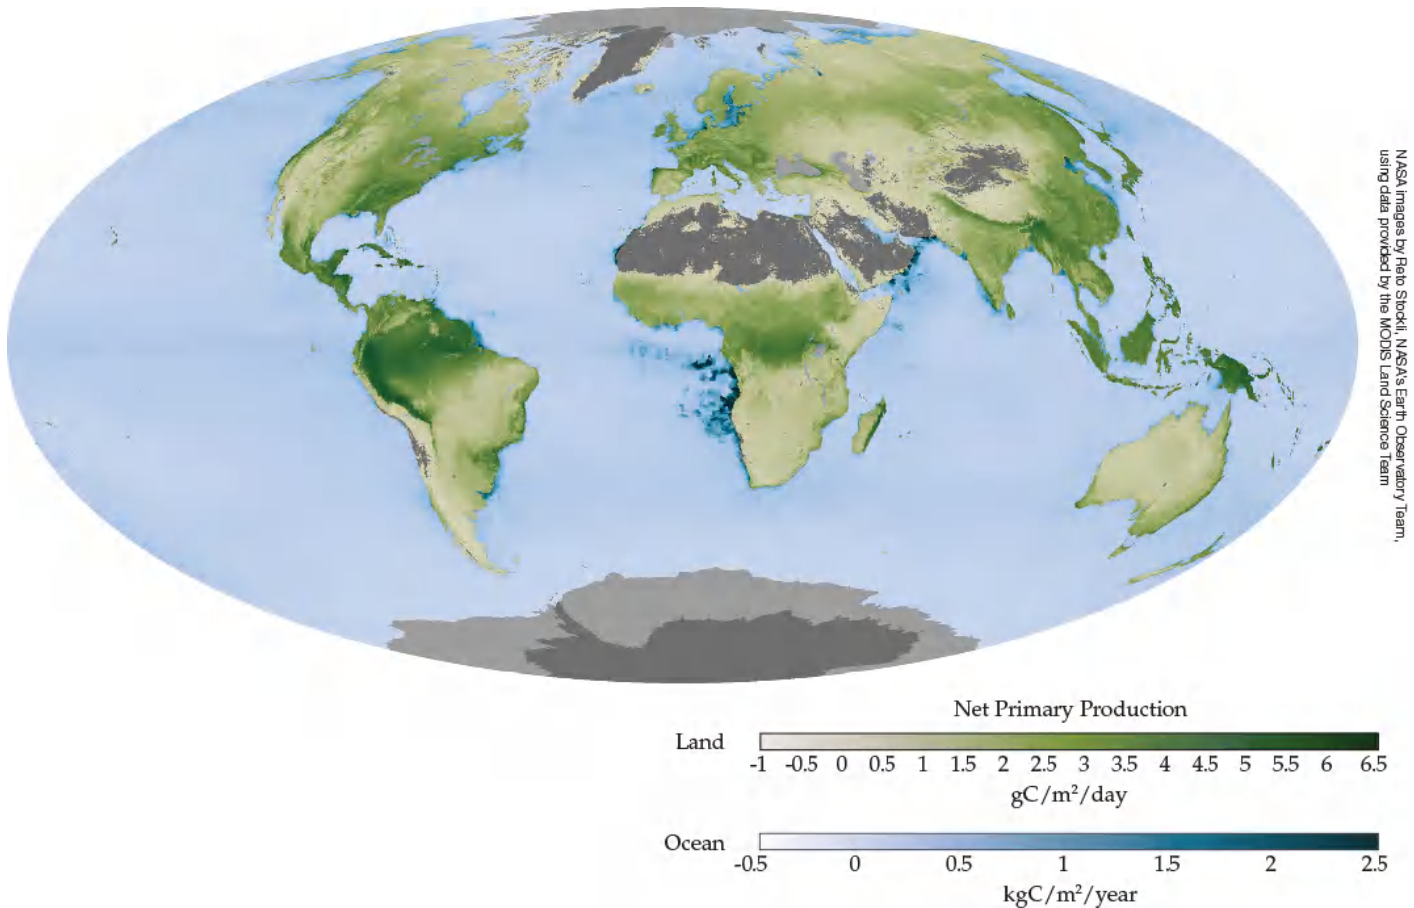 NASA images by Reto Stockli, NASA's Earth Observatory Team,
using data provided by the MODIS Land Science Team
Net Primary Production
Land
-1 -0.5 0 0.5 1 1.5 2 2.5 3 3.5 4 4.5 5 5.5 6 6.5
gC/m²/day
Ocean
-0.5 0 0.5 1 1.5 2 2.5
kgC/m²/year